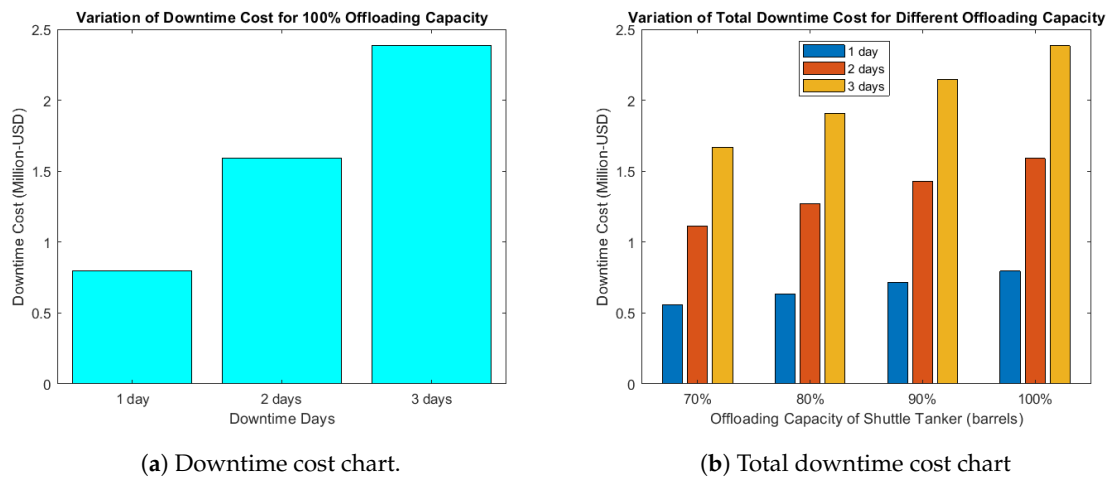 Variation of Downtime Cost for 100% Offloading Capacity
2.5
2
1.5
1
0.5
0
Downtime Cost (Million-USD)
1 day
2 days
3 days
Downtime Days
(a) Downtime cost chart.
Variation of Total Downtime Cost for Different Offloading Capacity
2.5
2
1.5
1
0.5
0
Downtime Cost (Million-USD)
1 day
2 days
3 days
70%
80%
90%
100%
Offloading Capacity of Shuttle Tanker (barrels)
(b) Total downtime cost chart